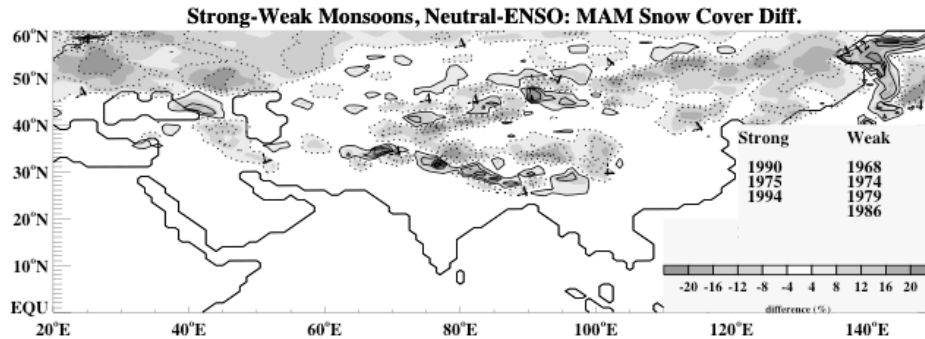 Strong-Weak Monsoons, Neutral-ENSO: MAM Snow Cover Diff.
60°N
50°N
40°N
30°N
20°N
10°N
EQU
20°E 40°E 60°E 80°E 100°E 120°E 140°E
Strong Weak
1990 1968
1975 1974
1994 1979
1986
-20 -16 -12 -8 -4 4 8 12 16 20
difference (%)